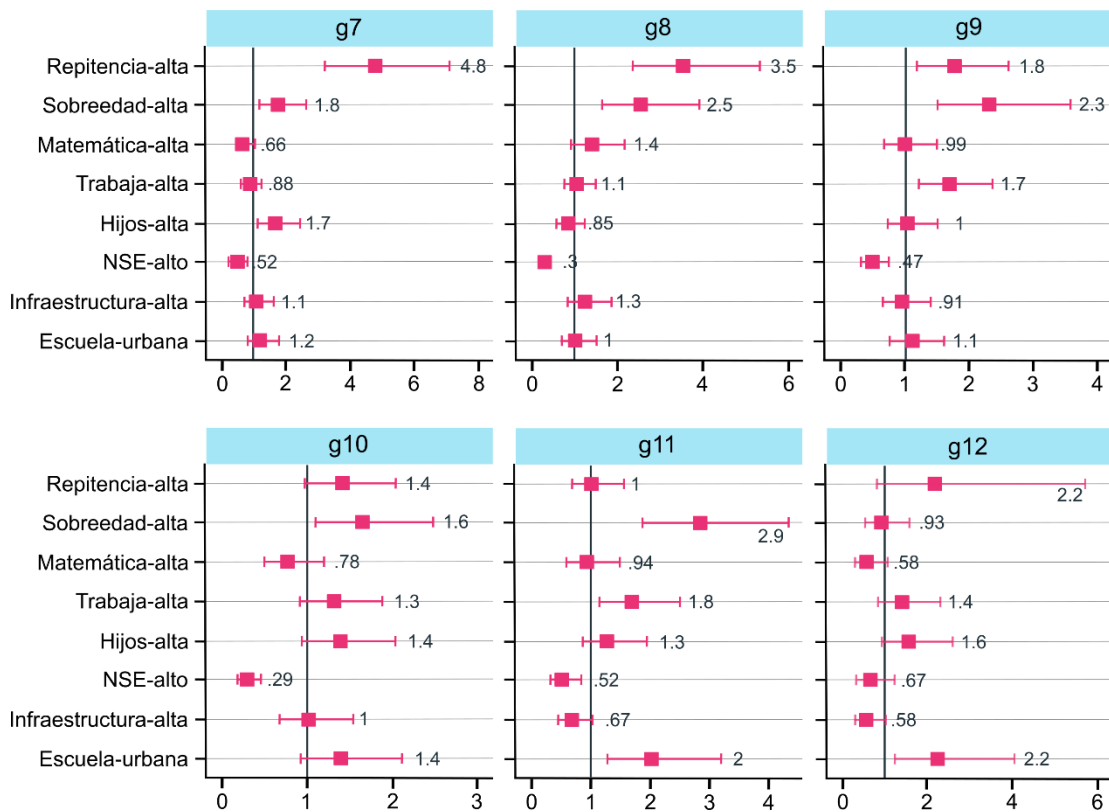 g7 g8 g9
Repitencia-alta 4.8 3.5 1.8
Sobreedad-alta 1.8 2.5 2.3
Matemática-alta .66 1.4 .99
Trabaja-alta .88 1.1 1.7
Hijos-alta 1.7 .85 1
NSE-alto .52 .3 .47
Infraestructura-alta 1.1 1.3 .91
Escuela-urbana 1.2 1 1.1
0 2 4 6 8 0 2 4 6 0 1 2 3 4
g10 g11 g12
Repitencia-alta 1.4 1 2.2
Sobreedad-alta 1.6 2.9 .93
Matemática-alta .78 .94 .58
Trabaja-alta 1.3 1.8 1.4
Hijos-alta 1.4 1.3 1.6
NSE-alto .29 .52 .67
Infraestructura-alta 1 .67 .58
Escuela-urbana 1.4 2 2.2
0 1 2 3 0 1 2 3 4 0 2 4 6